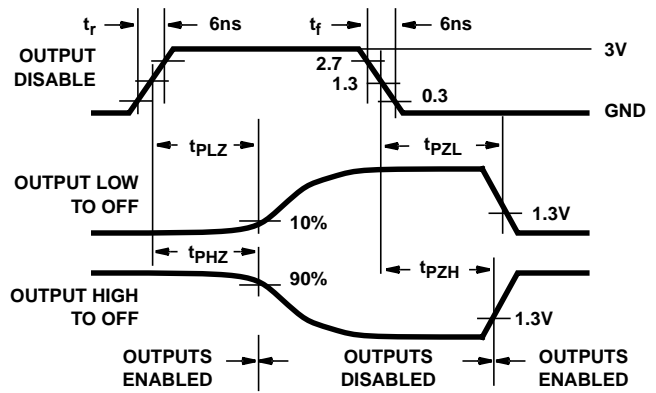 tr 6ns tf 6ns
OUTPUT
DISABLE
3V
2.7
1.3
0.3
GND
tPLZ tPZL
OUTPUT LOW
TO OFF
10%
1.3V
tPHZ tPZH
90%
OUTPUT HIGH
TO OFF
1.3V
OUTPUTS
ENABLED
OUTPUTS
DISABLED
OUTPUTS
ENABLED